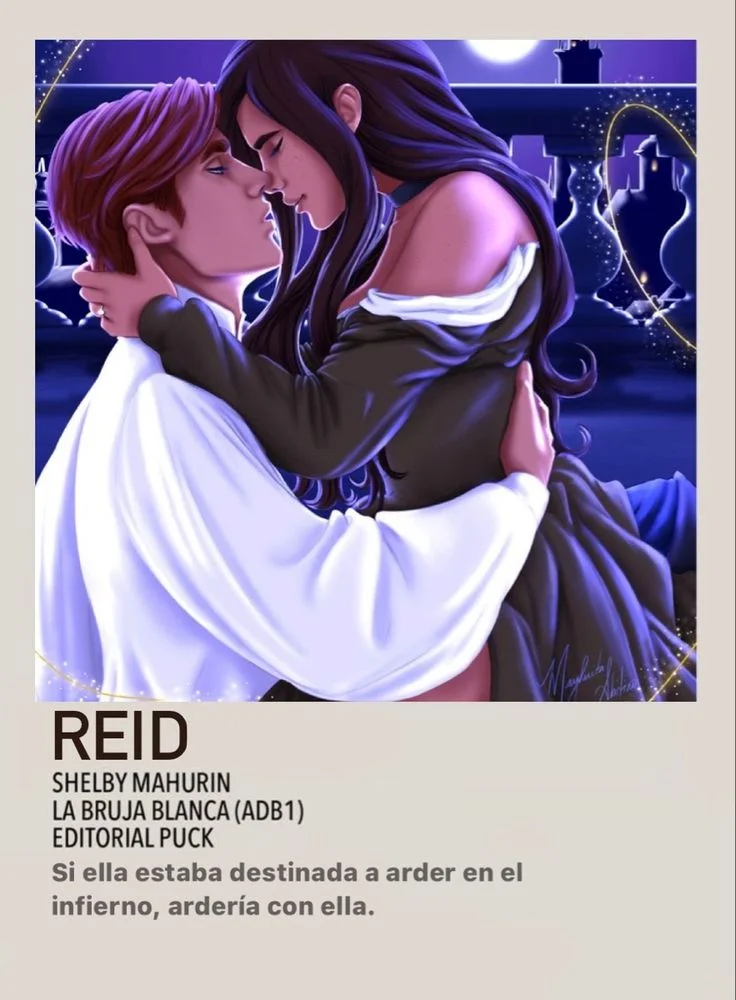 REID
SHELBY MAHURIN
LA BRUJA BLANCA (ADB1)
EDITORIAL PUCK
Si ella estaba destinada a arder en el
infierno, ardería con ella.